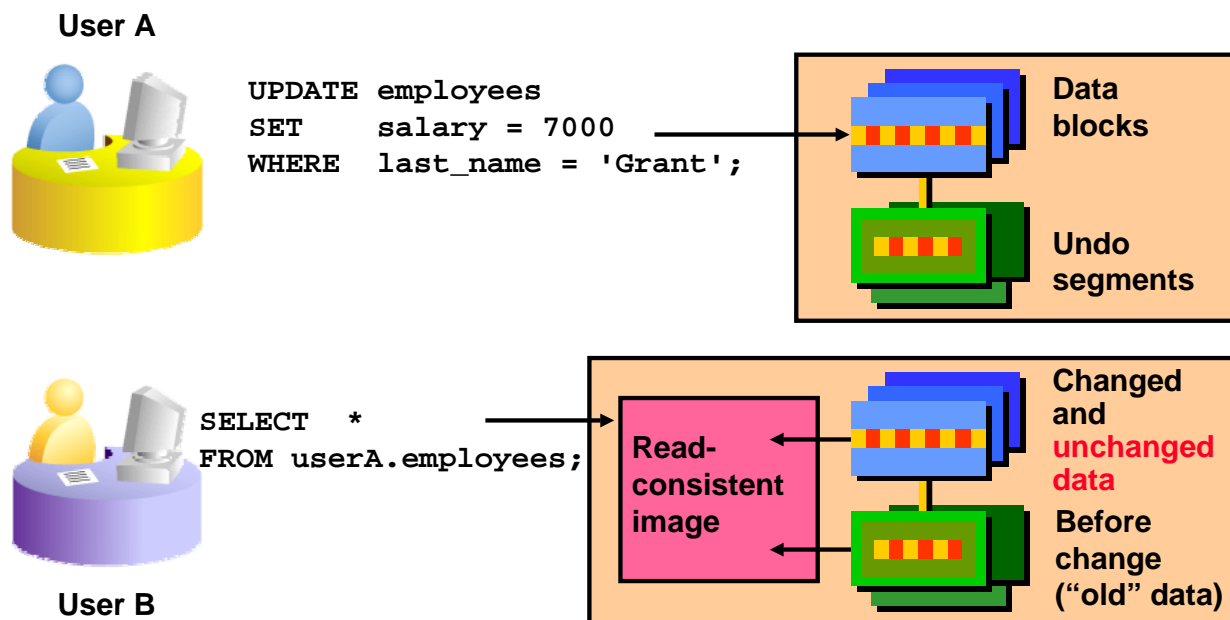 User A
UPDATE employees
SET salary = 7000
WHERE last_name = 'Grant';
Data
blocks
Undo
segments
SELECT *
FROM userA.employees;
Read-
consistent
image
Changed
and
unchanged
data
Before
change
(“old” data)
User B